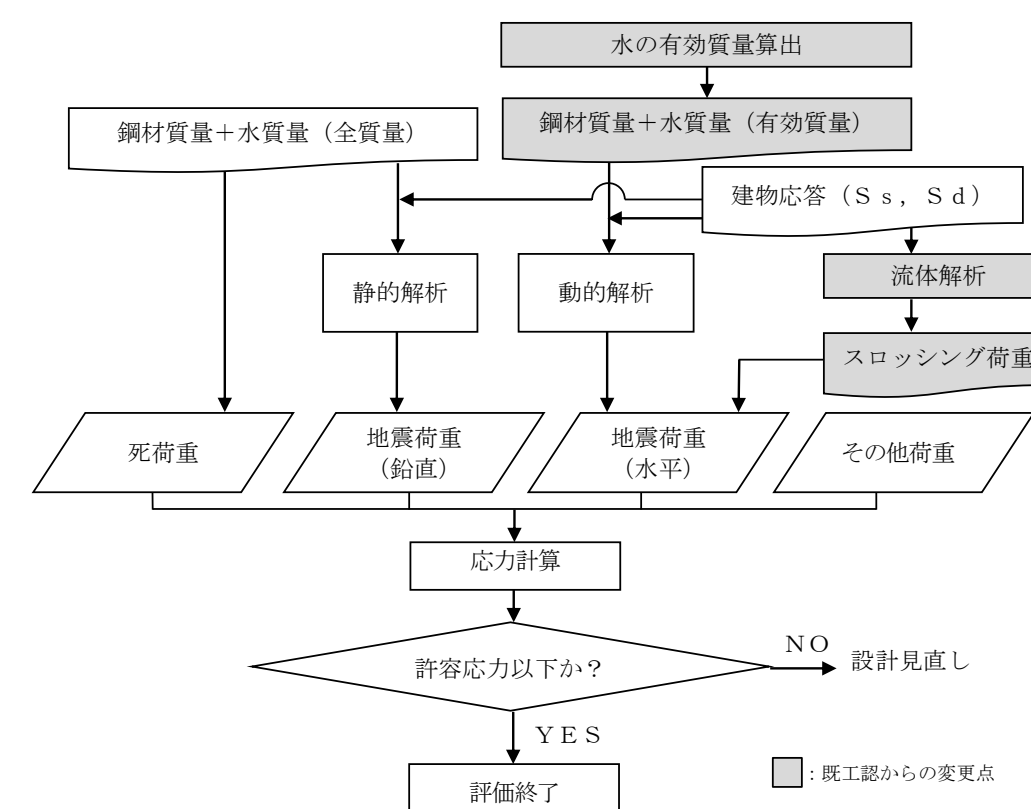 水の有効質量算出
鋼材質量＋水質量（全質量）
鋼材質量＋水質量（有効質量）
建物応答（Ｓｓ，Ｓｄ）
静的解析
動的解析
流体解析
スロッシング荷重
死荷重
地震荷重
（鉛直）
地震荷重
（水平）
その他荷重
応力計算
許容応力以下か？
ＮＯ
設計見直し
ＹＥＳ
評価終了
：既工認からの変更点